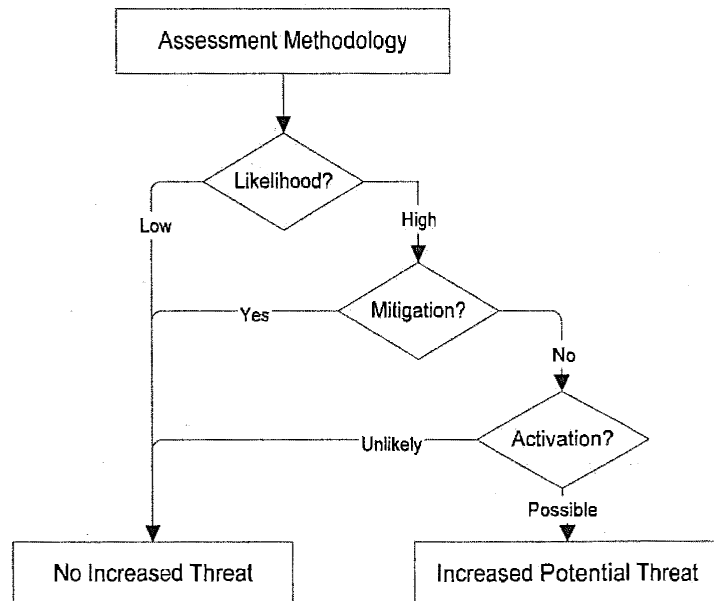 Assessment Methodology
Likelihood?
Low
High
Mitigation?
Yes
No
Activation?
Unlikely
Possible
No Increased Threat
Increased Potential Threat